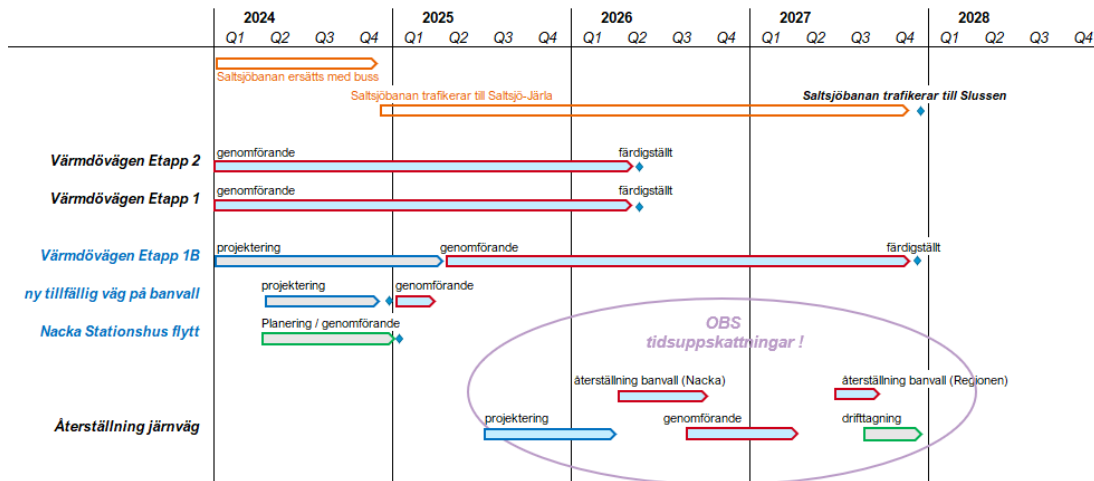 2024 2025 2026 2027 2028
Q1 Q2 Q3 Q4 Q1 Q2 Q3 Q4 Q1 Q2 Q3 Q4 Q1 Q2 Q3 Q4 Q1 Q2 Q3 Q4
Saltsjöbanan ersätts med buss
Saltsjöbanan trafikerar till Saltsjö-Järla Saltsjöbanan trafikerar till Slussen
genomförande färdigställt
Värmdövägen Etapp 2
genomförande färdigställt
Värmdövägen Etapp 1
projektering genomförande färdigställt
Värmdövägen Etapp 1B
projektering genomförande
ny tillfällig väg på banvall
Planering / genomförande
Nacka Stationshus flytt
OBS
tidsuppskattningar !
återställning banvall (Nacka) återställning banvall (Regionen)
projektering genomförande drifttagning
Återställning järnväg